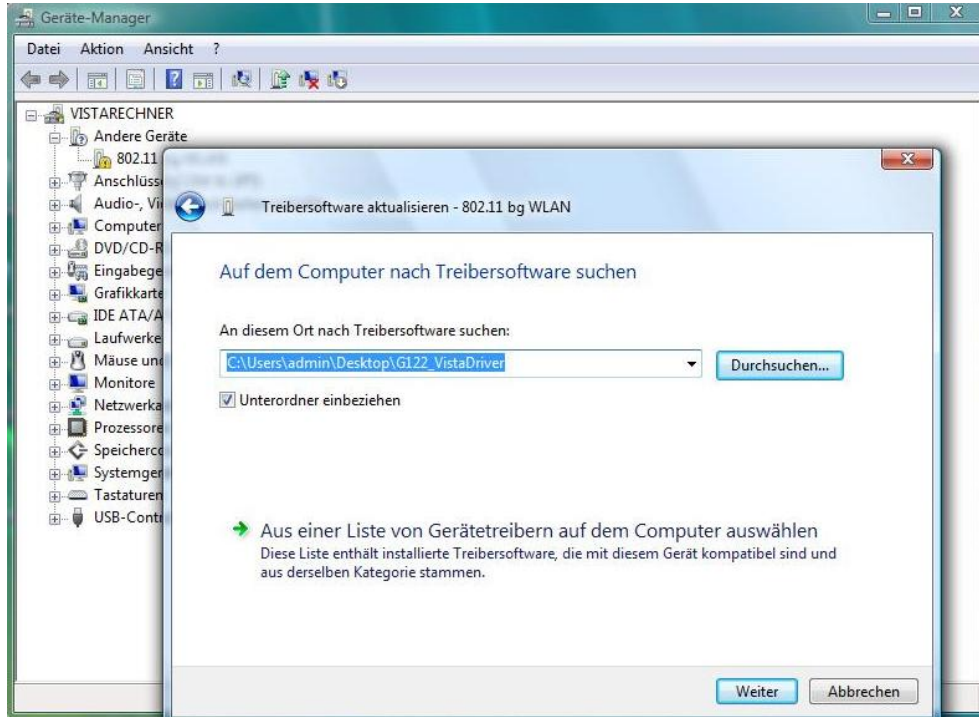 Geräte-Manager
Datei Aktion Ansicht ?
VISTARECHNER
Andere Geräte
802.11
Anschlüss
Audio-, Vi
Computer
DVD/CD-R
Eingabege
Grafikkarte
IDE ATA/A
Laufwerke
Mäuse und
Monitore
Netzwerka
Prozessore
Speicherco
Systemger
Tastaturen
USB-Contr
Treibersoftware aktualisieren - 802.11 bg WLAN
Auf dem Computer nach Treibersoftware suchen
An diesem Ort nach Treibersoftware suchen:
C:\Users\admin\Desktop\G122_VistaDriver
Durchsuchen...
Unterordner einbeziehen
Aus einer Liste von Gerätetreibern auf dem Computer auswählen
Diese Liste enthält installierte Treibersoftware, die mit diesem Gerät kompatibel sind und
aus derselben Kategorie stammen.
Weiter Abbrechen